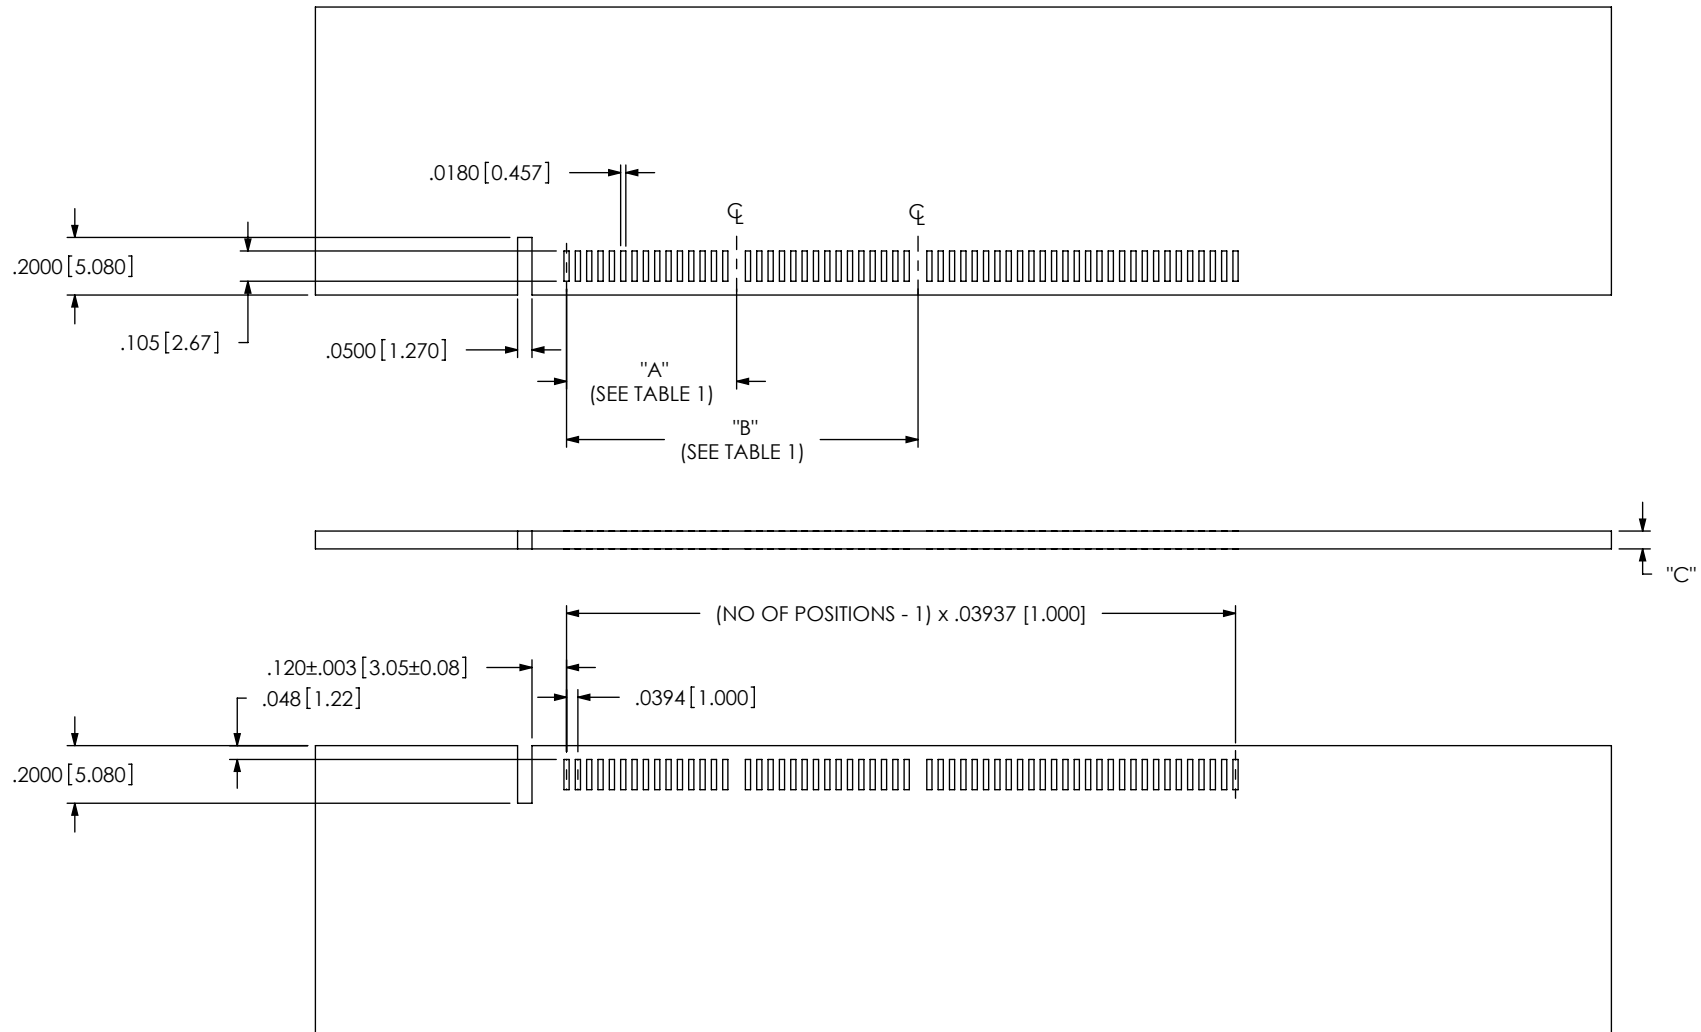 .0180[0.457]
℄ ℄
.2000[5.080]
.105[2.67]
.0500[1.270]
"A"
(SEE TABLE 1)
"B"
(SEE TABLE 1)
"C"
(NO OF POSITIONS - 1) x .03937 [1.000]
.120±.003[3.05±0.08]
.048[1.22]
.0394[1.000]
.2000[5.080]